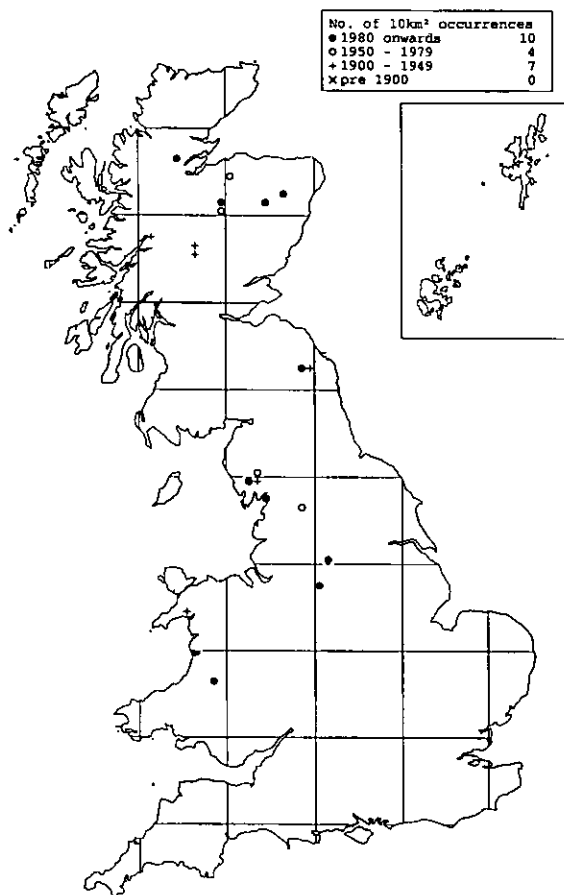 No. of 10km² occurrences
● 1980 onwards 10
○ 1950 - 1979 4
+ 1900 - 1949 7
× pre 1900 0